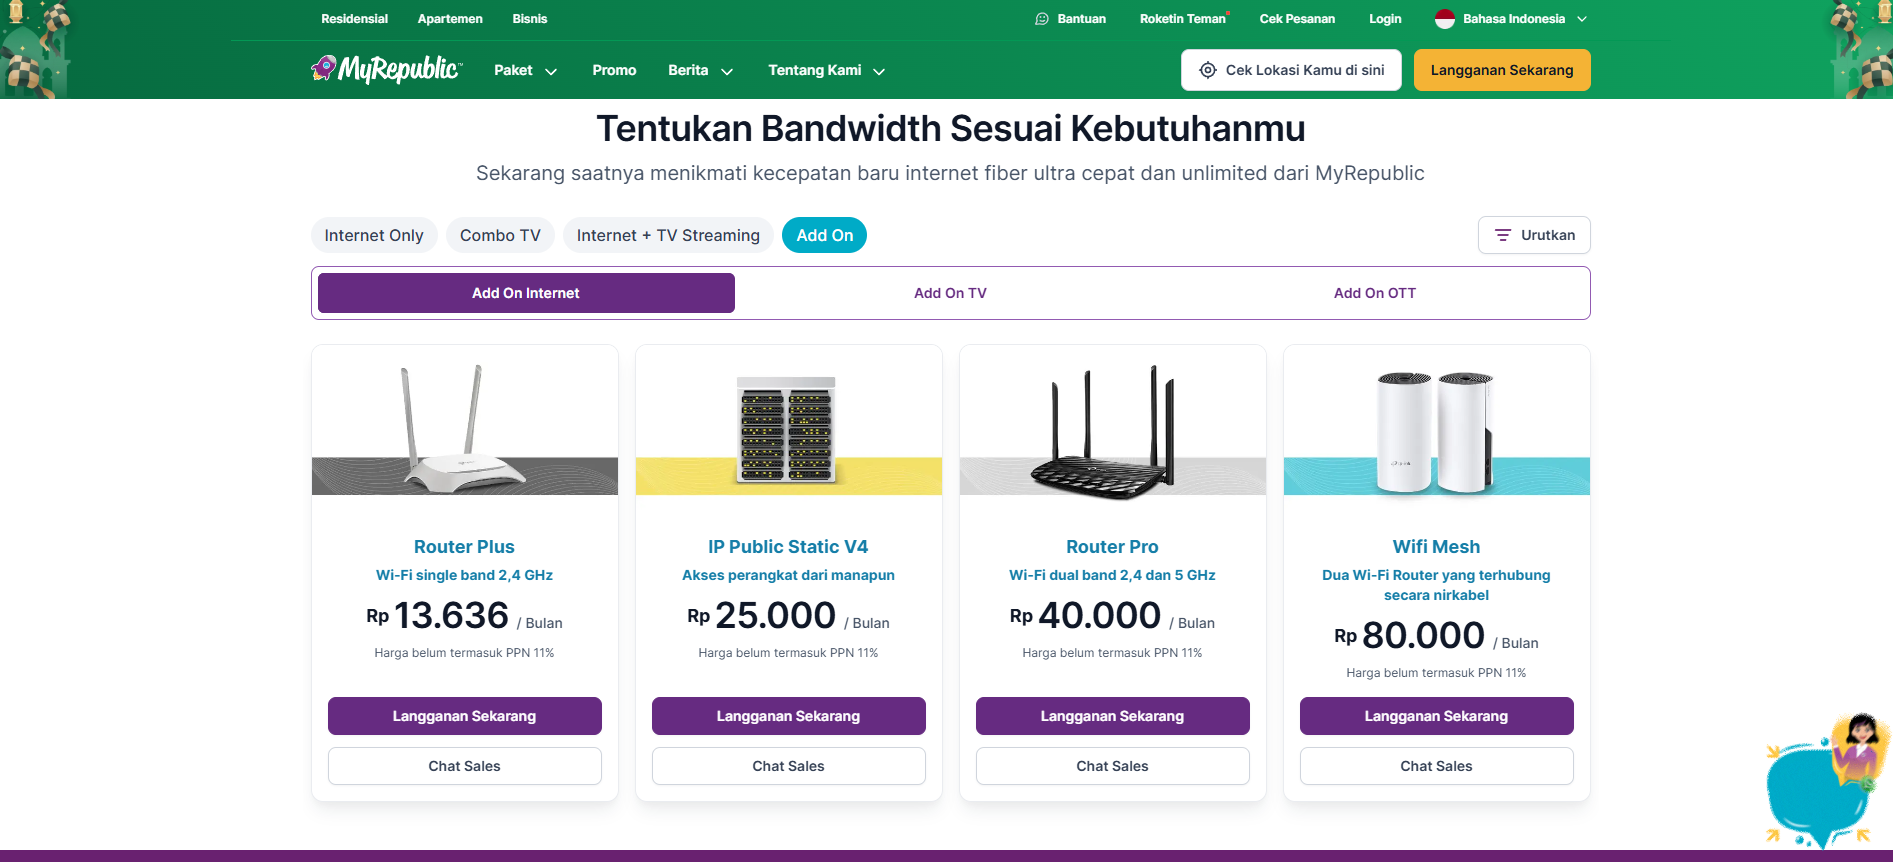 Residensial Apartemen Bisnis Bantuan Roketin Teman Cek Pesanan Login Bahasa Indonesia
MyRepublic™ Paket Promo Berita Tentang Kami Cek Lokasi Kamu di sini Langganan Sekarang
Tentukan Bandwidth Sesuai Kebutuhanmu
Sekarang saatnya menikmati kecepatan baru internet fiber ultra cepat dan unlimited dari MyRepublic
Internet Only Combo TV Internet + TV Streaming Add On Urutkan
Add On Internet Add On TV Add On OTT
Router Plus
Wi-Fi single band 2,4 GHz
Rp 13.636 / Bulan
Harga belum termasuk PPN 11%
Langganan Sekarang
Chat Sales
IP Public Static V4
Akses perangkat dari manapun
Rp 25.000 / Bulan
Harga belum termasuk PPN 11%
Langganan Sekarang
Chat Sales
Router Pro
Wi-Fi dual band 2,4 dan 5 GHz
Rp 40.000 / Bulan
Harga belum termasuk PPN 11%
Langganan Sekarang
Chat Sales
Wifi Mesh
Dua Wi-Fi Router yang terhubung
secara nirkabel
Rp 80.000 / Bulan
Harga belum termasuk PPN 11%
Langganan Sekarang
Chat Sales